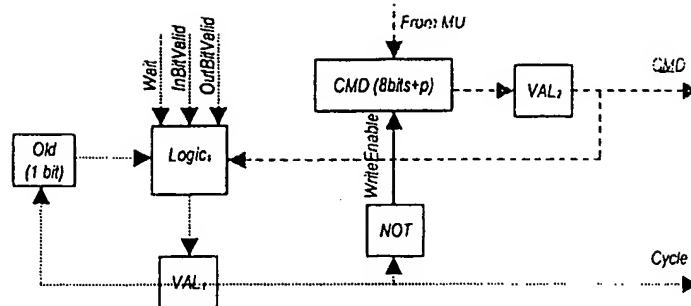 From MU
Wait
InBitValid
OutBitValid
CMD (8bits+p)
VAL₂
CMD
Old
(1 bit)
Logic₁
WriteEnable
NOT
VAL₁
Cycle